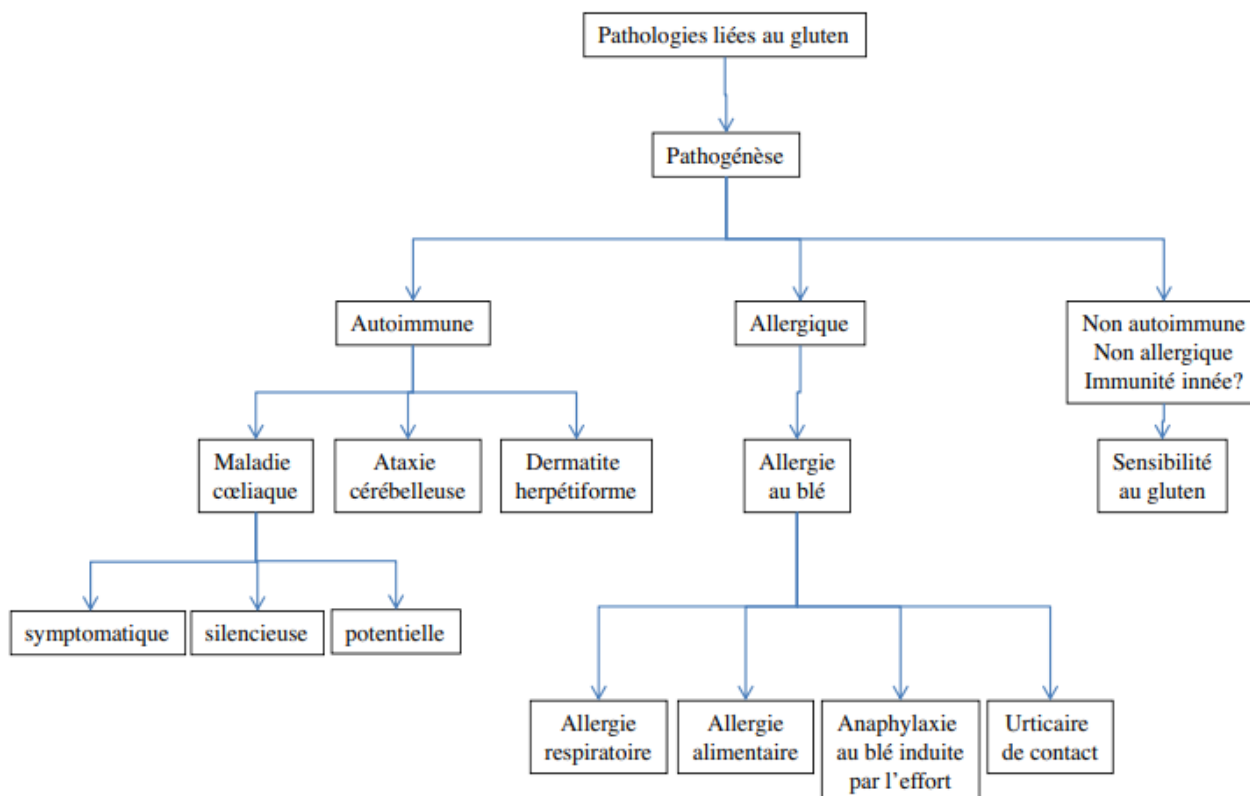 Pathologies liées au gluten
Pathogénèse
Autoimmune
Allergique
Non autoimmune
Non allergique
Immunité innée?
Maladie
cœliaque
Ataxie
cérébelleuse
Dermatite
herpétiforme
Allergie
au blé
Sensibilité
au gluten
symptomatique
silencieuse
potentielle
Allergie
respiratoire
Allergie
alimentaire
Anaphylaxie
au blé induite
par l’effort
Urticaire
de contact